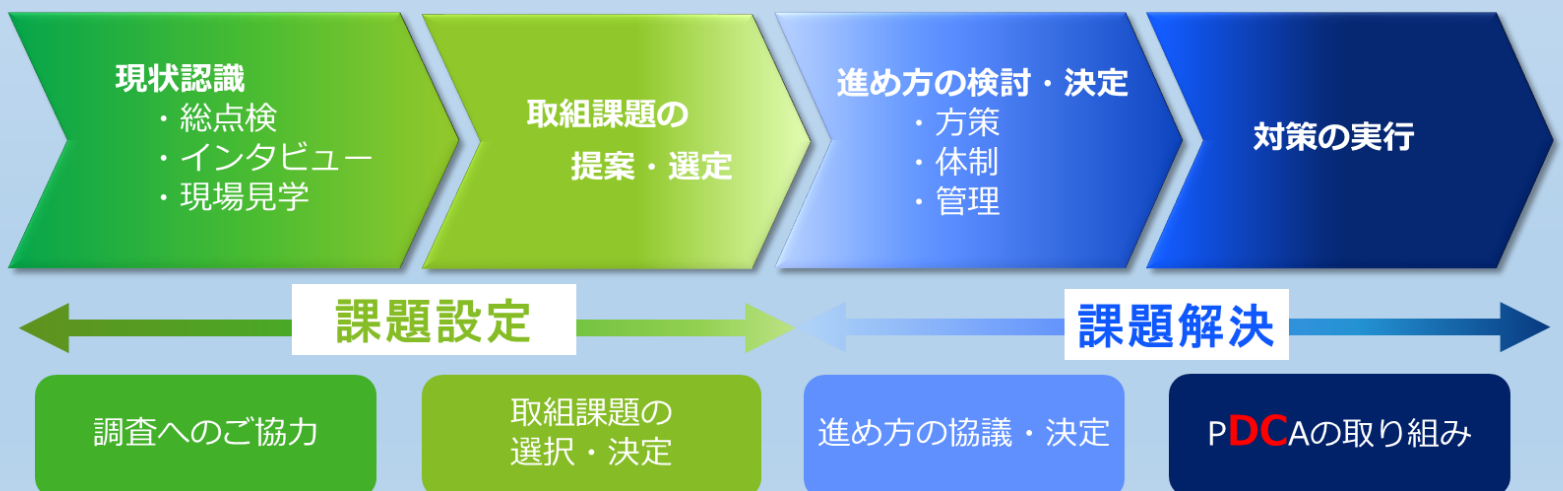 現状認識
・総点検
・インタビュー
・現場見学
取組課題の
提案・選定
進め方の検討・決定
・方策
・体制
・管理
対策の実行
課題設定
課題解決
調査へのご協力
取組課題の
選択・決定
進め方の協議・決定
PDCAの取り組み